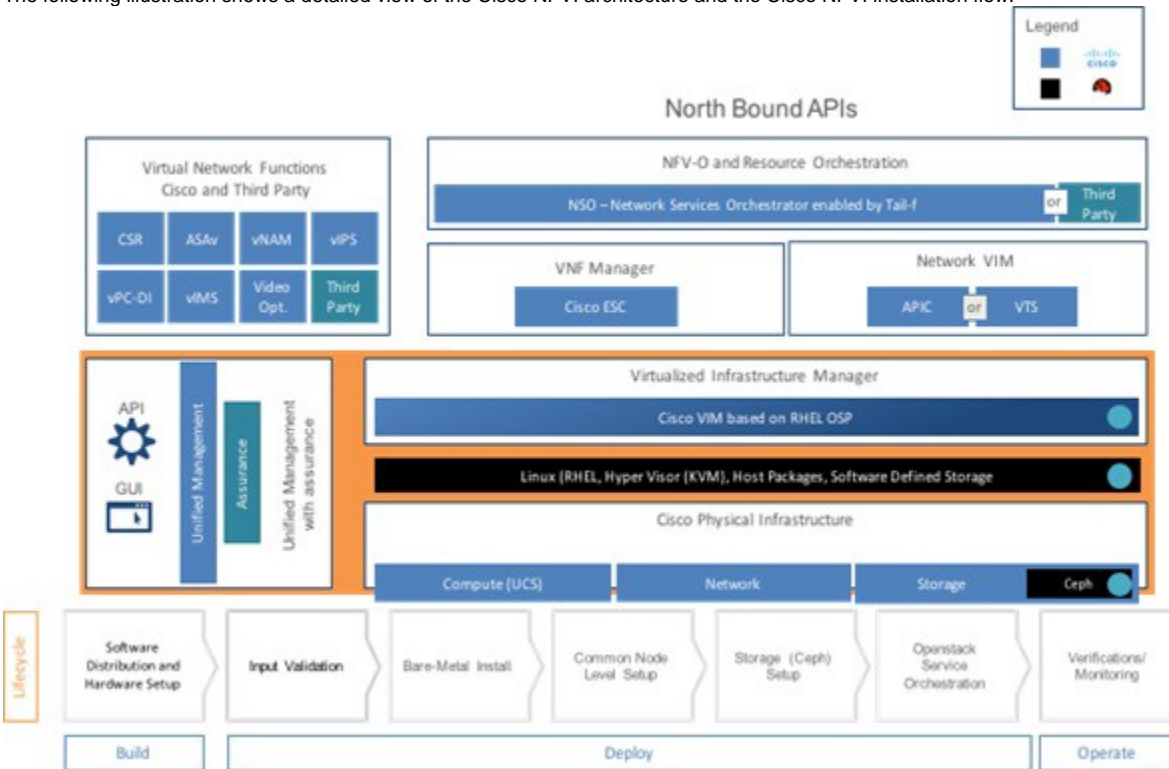 The following illustration shows a detailed view of the Cisco NFVI architecture and the Cisco NFVI installation flow.
Legend
CISCO
North Bound APIs
Virtual Network Functions
Cisco and Third Party
CSR
ASAv
vNAM
vIPS
vPC-DI
vIMS
Video
Opt.
Third
Party
NFV-O and Resource Orchestration
NSO – Network Services Orchestrator enabled by Tail-f
or
Third
Party
VNF Manager
Cisco ESC
Network VIM
APIC
or
VTS
API
GUI
Unified Management
Assurance
Unified Management
with assurance
Virtualized Infrastructure Manager
Cisco VIM based on RHEL OSP
Linux (RHEL, Hyper Visor (KVM), Host Packages, Software Defined Storage
Cisco Physical Infrastructure
Compute (UCS)
Network
Storage
Ceph
Lifecycle
Software
Distribution and
Hardware Setup
Input Validation
Bare-Metal Install
Common Node
Level Setup
Storage (Ceph)
Setup
Openstack
Service
Orchestration
Verifications/
Monitoring
Build
Deploy
Operate